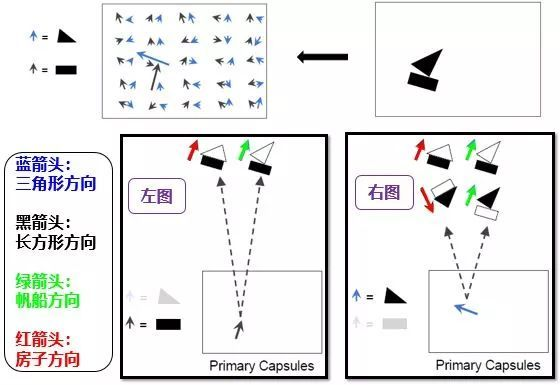 =
=
蓝箭头：
三角形方向
黑箭头：
长方形方向
绿箭头：
帆船方向
红箭头：
房子方向
左图
=
=
Primary Capsules
右图
=
=
Primary Capsules